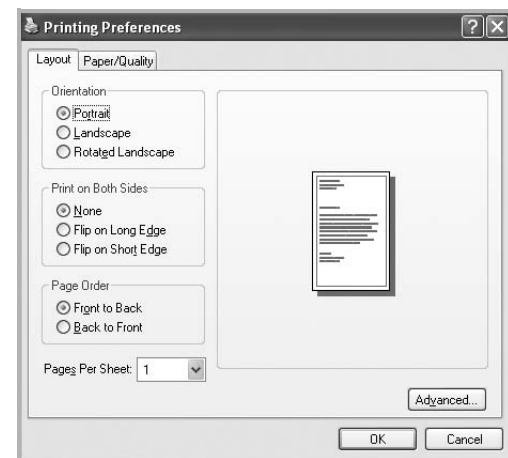 Printing Preferences
Layout Paper/Quality
Orientation
Portrait
Landscape
Rotated Landscape
Print on Both Sides
None
Flip on Long Edge
Flip on Short Edge
Page Order
Front to Back
Back to Front
Pages Per Sheet: 1
Advanced...
OK Cancel